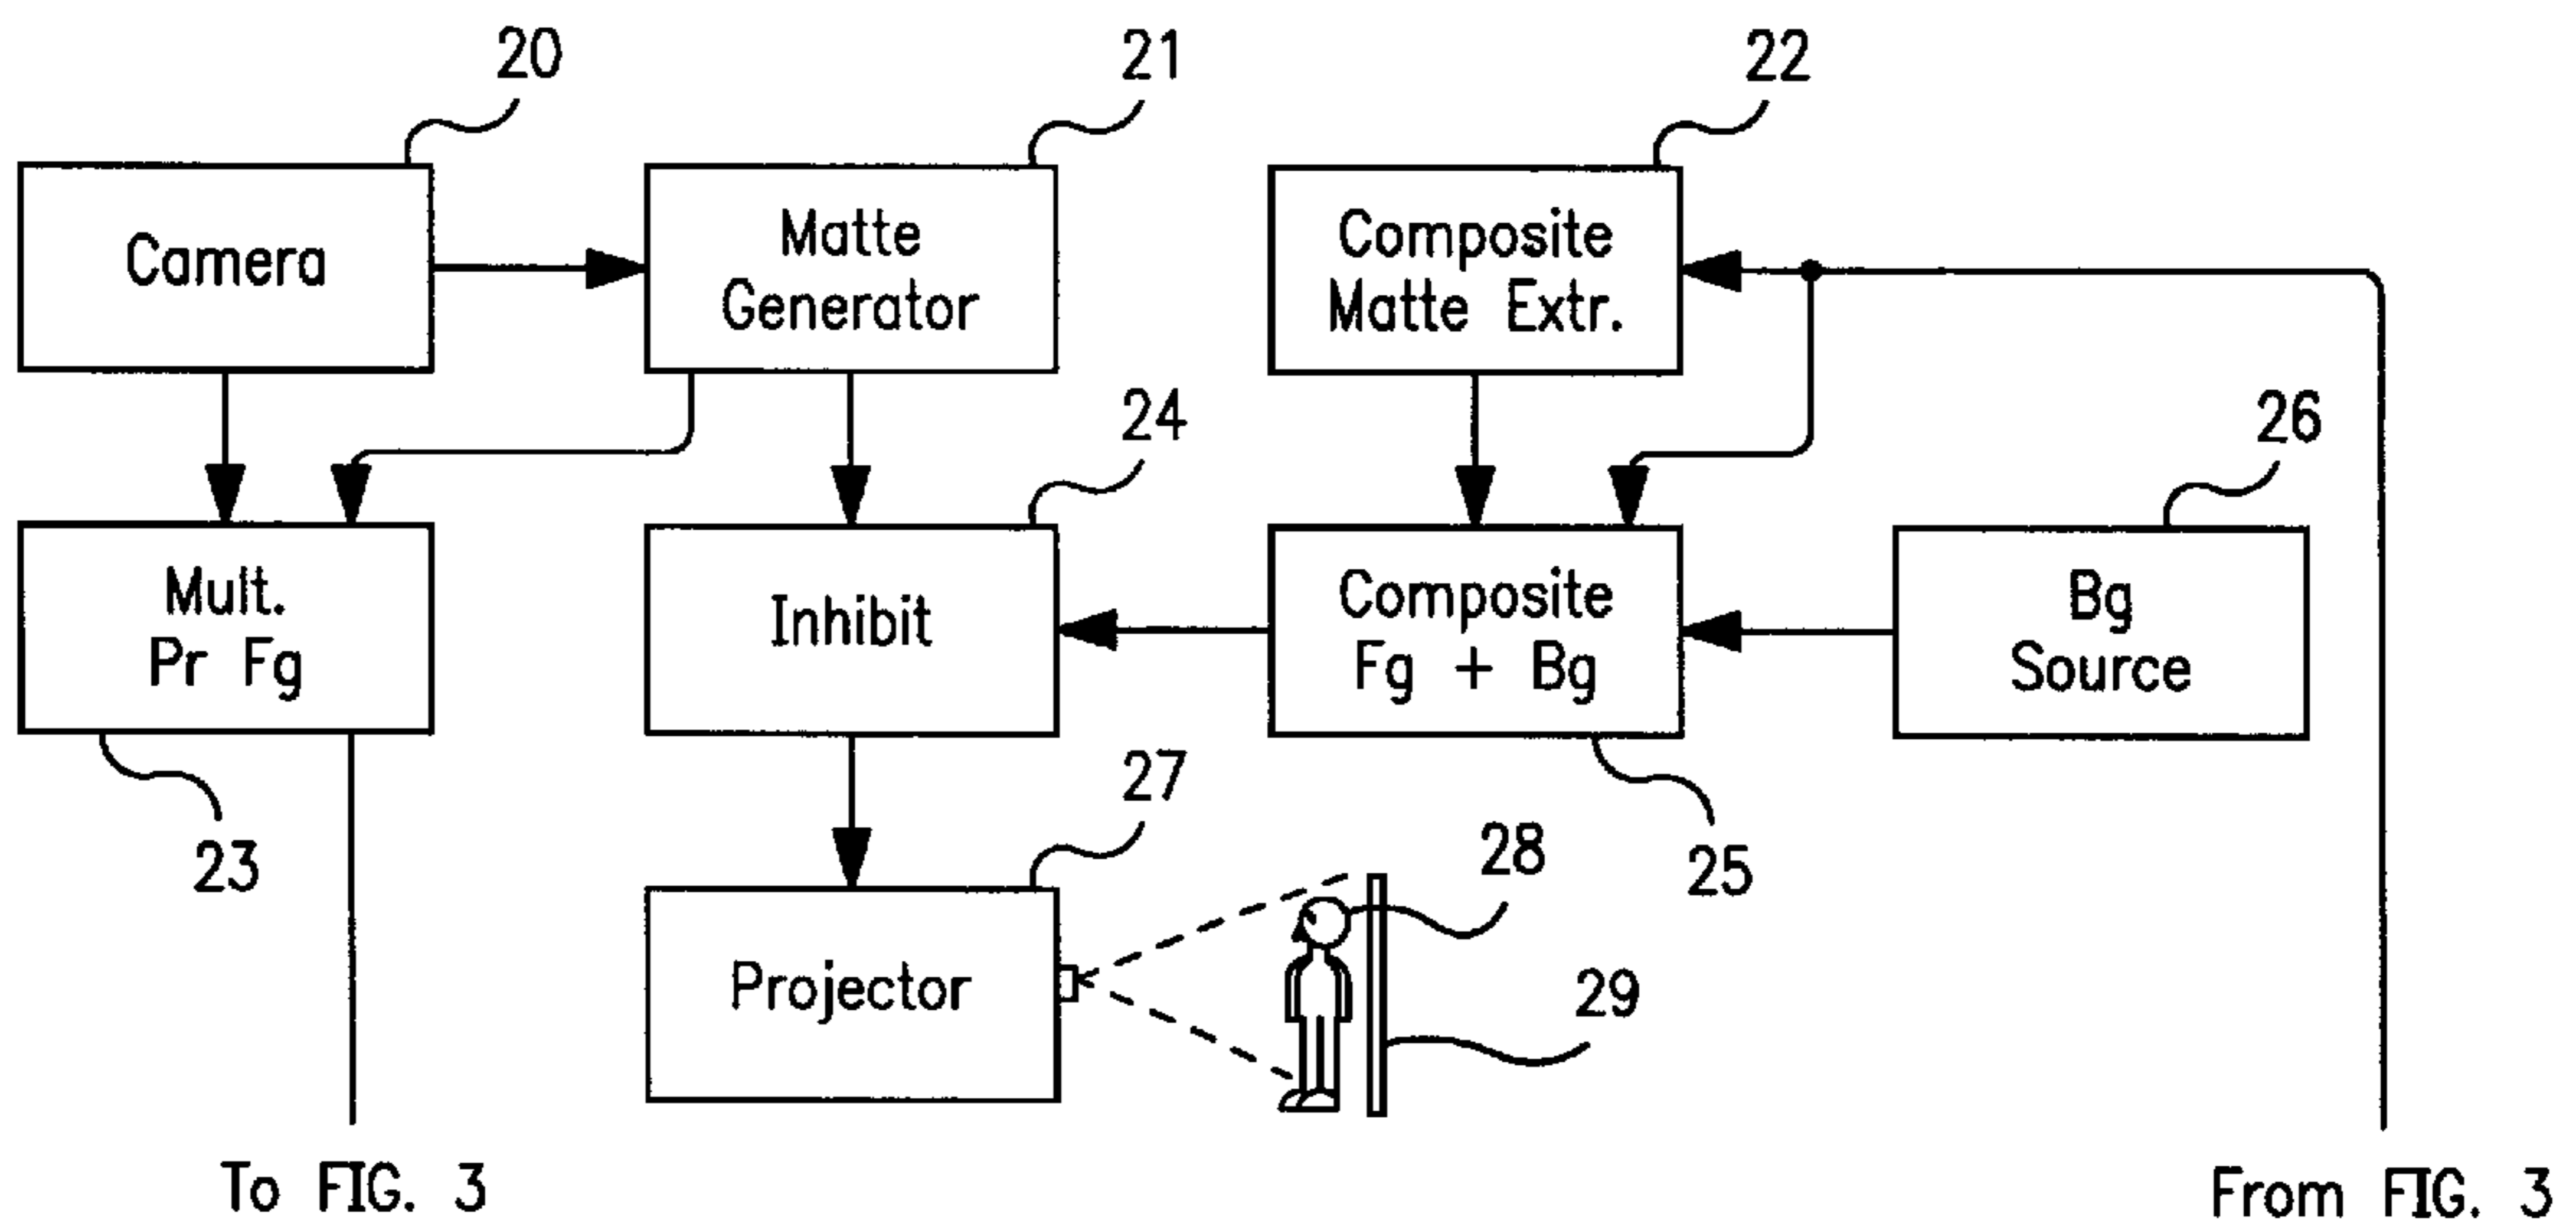 20
21
22
Camera
Matte
Generator
Composite
Matte Extr.
24
26
Mult.
Pr Fg
Inhibit
Composite
Fg + Bg
Bg
Source
23
27
25
28
Projector
29
To FIG. 3
From FIG. 3